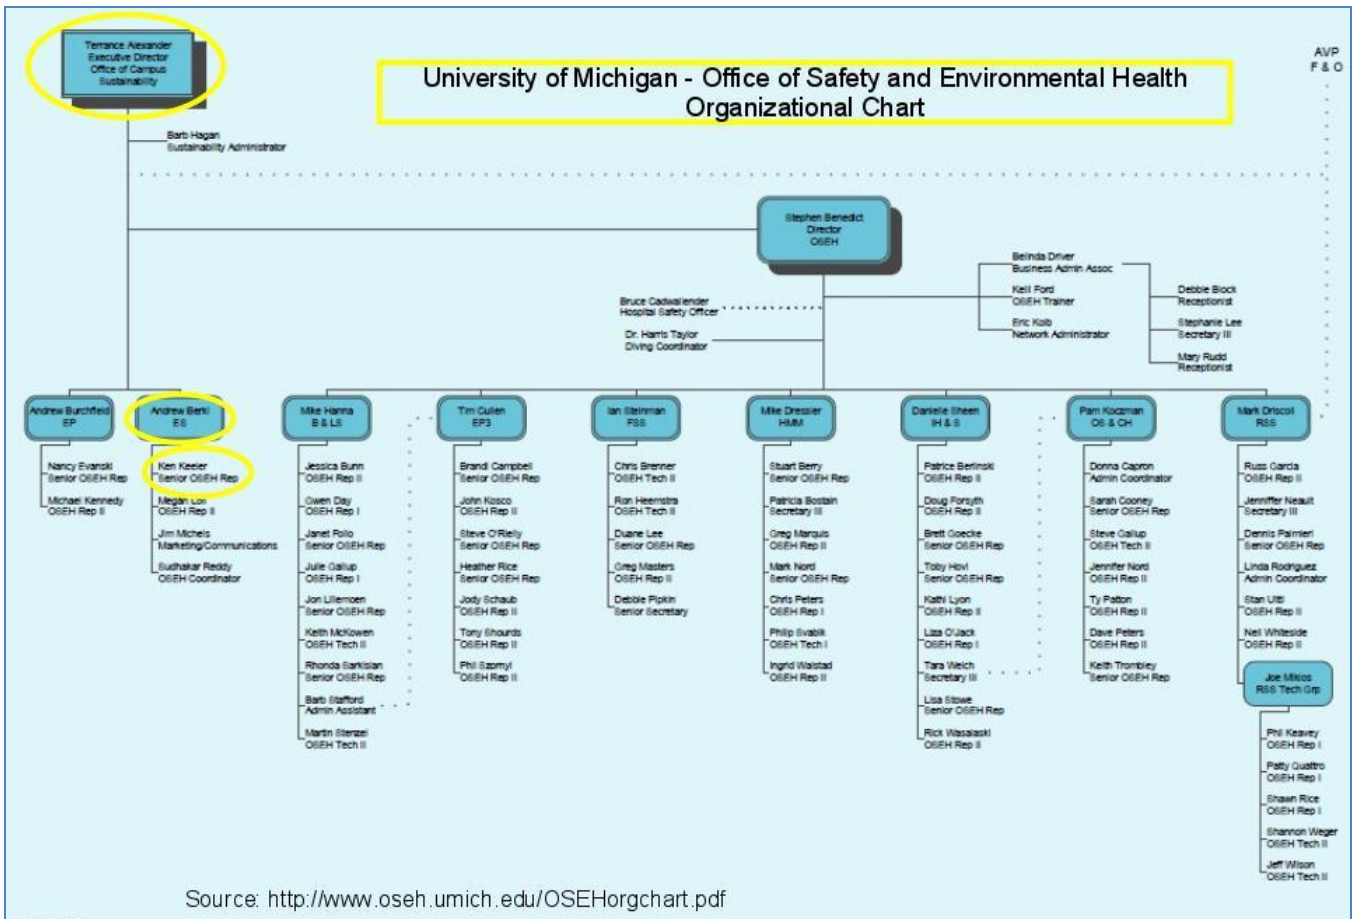 Terrance Alexander
Executive Director
Office of Campus
Sustainability
AVP
F & O
University of Michigan - Office of Safety and Environmental Health
Organizational Chart
Barb Hagan
Sustainability Administrator
Stephen Benedict
Director
OSEH
Belinda Driver
Business Admin Assoc
Kelli Ford
OSEH Trainer
Eric Kolb
Network Administrator
Debbie Block
Receptionist
Stephanie Lee
Secretary III
Mary Rudd
Receptionist
Bruce Cadwallender
Hospital Safety Officer
Dr. Harris Taylor
Diving Coordinator
Andrew Burchfield
EP
Nancy Evanski
Senior OSEH Rep
Michael Kennedy
OSEH Rep II
Andrew Berki
ES
Ken Keeler
Senior OSEH Rep
Megan
OSEH Rep II
Jim Michels
Marketing/Communications
Sudhakar Reddy
OSEH Coordinator
Mike Hanna
B & LS
Jessica Bunn
OSEH Rep II
Owen Day
OSEH Rep I
Janet Follo
Senior OSEH Rep
Julie Gallup
OSEH Rep I
Jon Lillemoen
Senior OSEH Rep
Keith McKowen
OSEH Tech II
Rhonda Sarkisian
Senior OSEH Rep
Barb Stafford
Admin Assistant
Martin Stenzel
OSEH Tech II
Tim Cullen
EP3
Brandi Campbell
Senior OSEH Rep
John Kosco
OSEH Rep II
Steve O'Rielly
Senior OSEH Rep
Heather Rice
Senior OSEH Rep
Jody Schaub
OSEH Rep II
Tony Shourds
OSEH Rep II
Phil Szornyi
OSEH Rep II
Ian Steinman
FSS
Chris Brenner
OSEH Tech II
Ron Heemstra
OSEH Tech II
Duane Lee
Senior OSEH Rep
Greg Masters
OSEH Rep II
Debbie Pipkin
Senior Secretary
Mike Dressler
HMM
Stuart Berry
Senior OSEH Rep
Patricia Bostain
Secretary III
Greg Marquis
OSEH Rep II
Mark Nord
Senior OSEH Rep
Chris Peters
OSEH Rep I
Philip Svabik
OSEH Tech I
Ingrid Walstad
OSEH Rep II
Danielle Sheen
IH & S
Patrice Berlinski
OSEH Rep II
Doug Forsyth
OSEH Rep II
Brett Goecke
Senior OSEH Rep
Toby Hovl
Senior OSEH Rep
Kathi Lyon
OSEH Rep II
Liza O'Jack
OSEH Rep I
Tara Welch
Secretary III
Lisa Stowe
Senior OSEH Rep
Rick Wasalaski
OSEH Rep II
Pam Koczman
OS & CH
Donna Capron
Admin Coordinator
Sarah Cooney
Senior OSEH Rep
Steve Gallup
OSEH Tech II
Jennifer Nord
OSEH Rep II
Ty Patton
OSEH Rep II
Dave Peters
OSEH Rep II
Keith Trombley
Senior OSEH Rep
Mark Driscoll
RSS
Russ Garcia
OSEH Rep II
Jenniffer Neault
Secretary III
Dennis Palmieri
Senior OSEH Rep
Linda Rodriguez
Admin Coordinator
Stan Uitti
OSEH Rep II
Neil Whiteside
OSEH Rep II
Joe Miklos
RSS Tech Grp
Phil Keavey
OSEH Rep I
Patty Quattro
OSEH Rep I
Shawn Rice
OSEH Rep I
Shannon Weger
OSEH Tech II
Jeff Wilson
OSEH Tech II
Source: http://www.oseh.umich.edu/OSEHorgchart.pdf